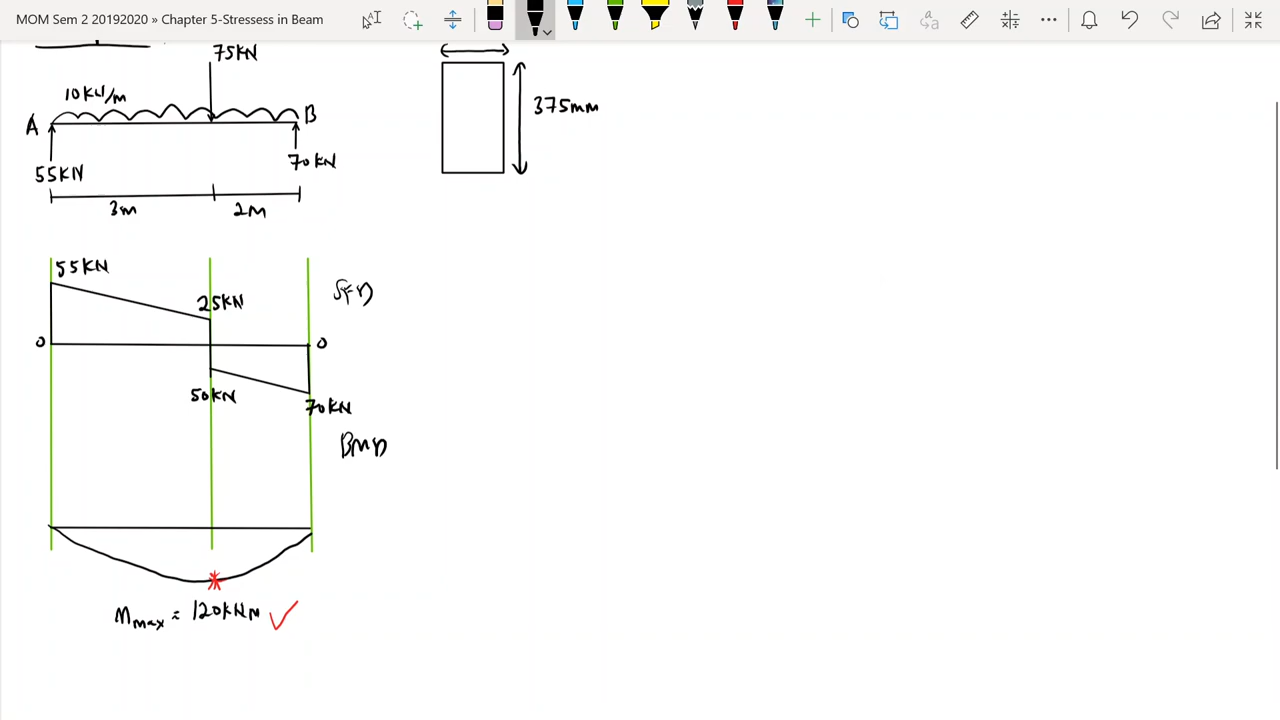 MOM Sem 2 20192020 » Chapter 5-Stressess in Beam
75KN
10KN/m
A
B
375mm
55KN
70KN
3m
2M
55KN
25KN
SFD
0
0
50KN
70KN
BMD
Mmax = 120KNm